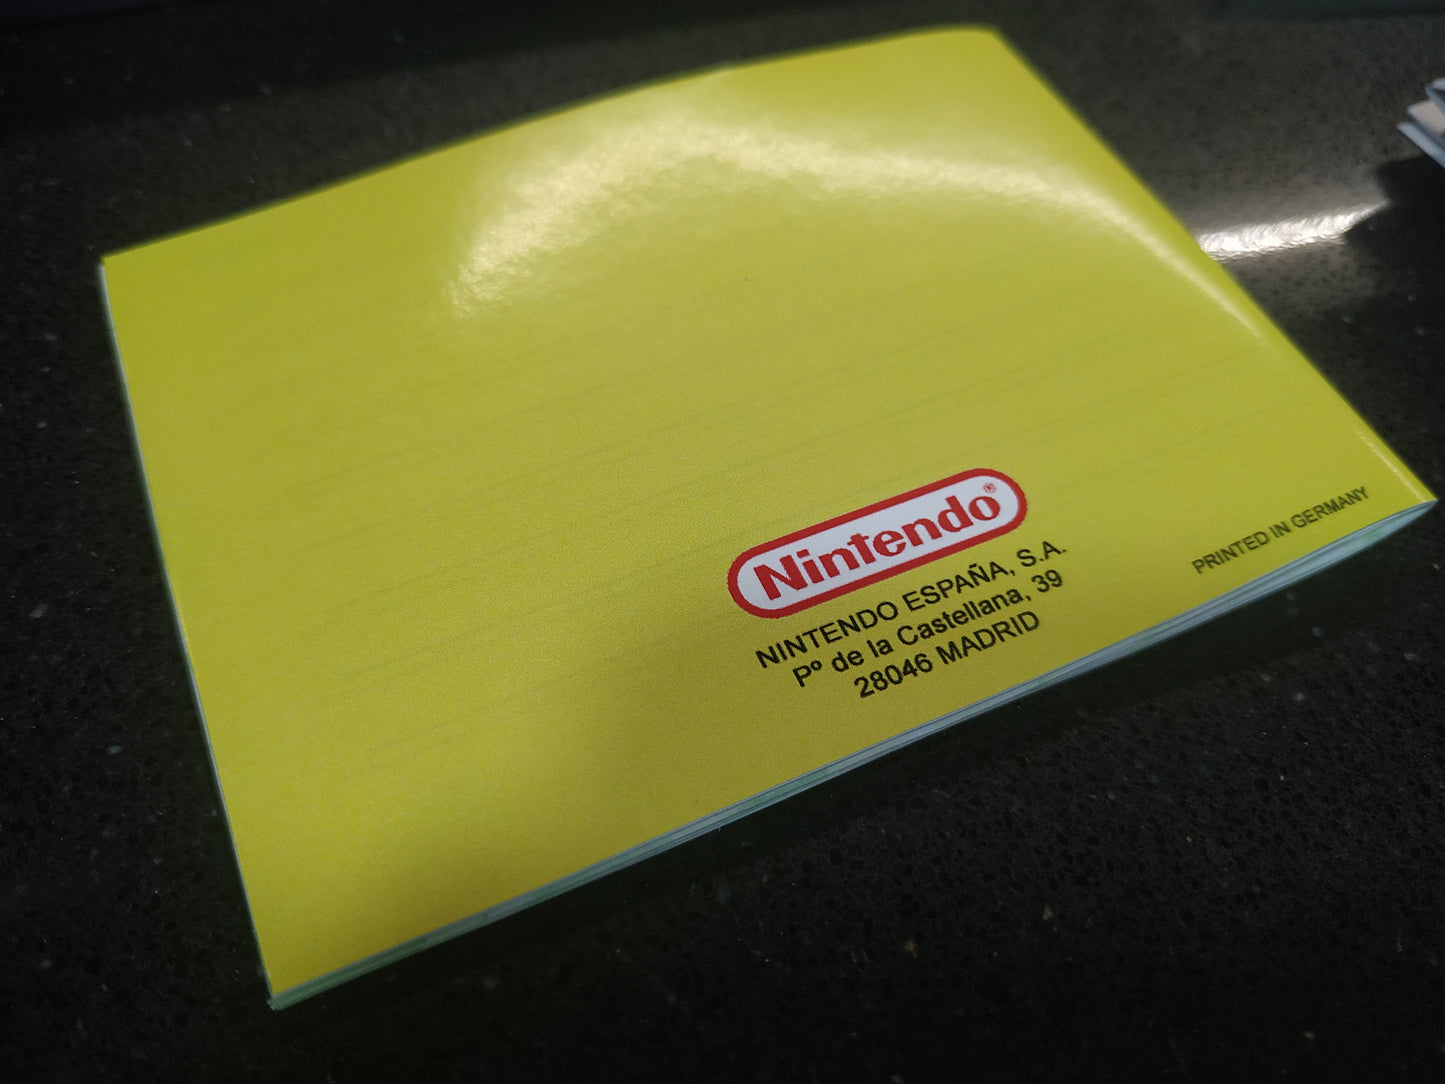 Nintendo®
NINTENDO ESPAÑA, S.A.
Pº de la Castellana, 39
28046 MADRID
PRINTED IN GERMANY